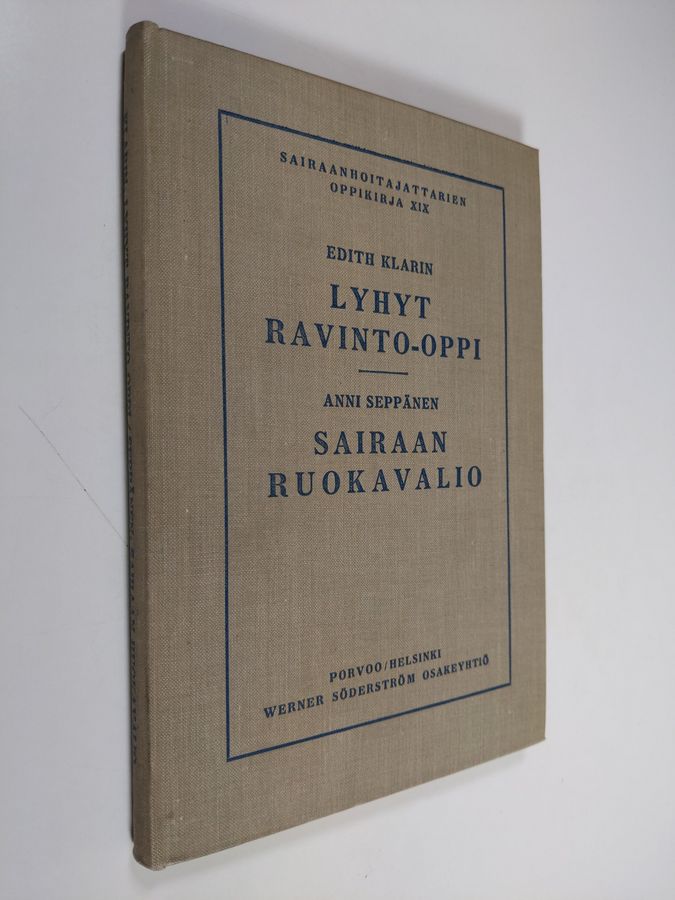 SAIRAANHOITAJATTARIEN
OPPIKIRJA XIX
EDITH KLARIN
LYHYT
RAVINTO-OPPI
ANNI SEPPÄNEN
SAIRAAN
RUOKAVALIO
PORVOO/HELSINKI
WERNER SÖDERSTRÖM OSAKEYHTIÖ